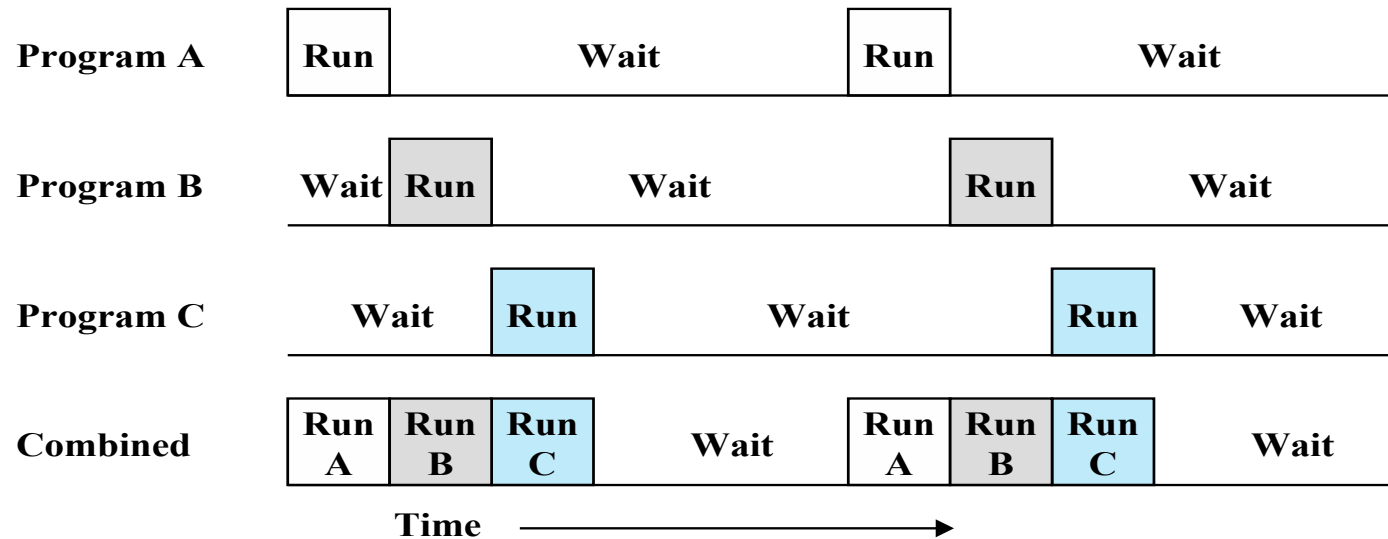 Program A Run Wait Run Wait
Program B Wait Run Wait Run Wait
Program C Wait Run Wait Run Wait
Combined Run A Run B Run C Wait Run A Run B Run C Wait
Time